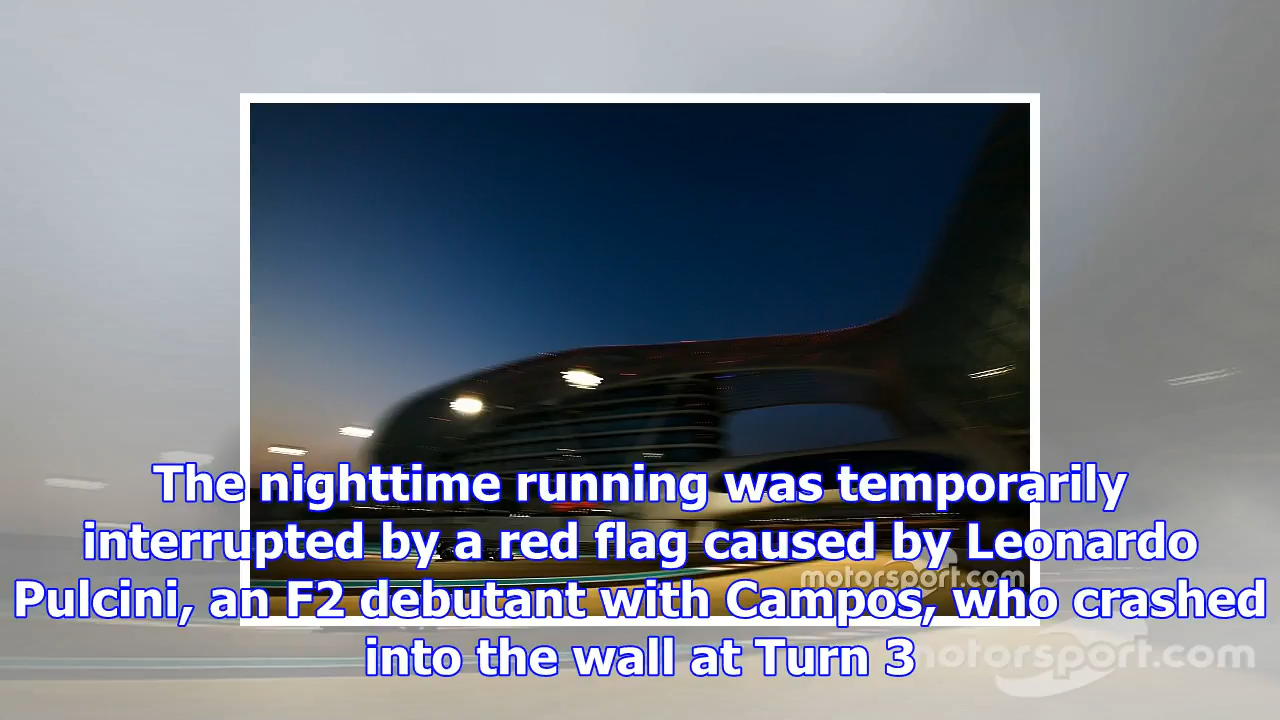 The nighttime running was temporarily
interrupted by a red flag caused by Leonardo
motorsport.com
Pulcini, an F2 debutant with Campos, who crashed
into the wall at Turn 3
motorsport.com